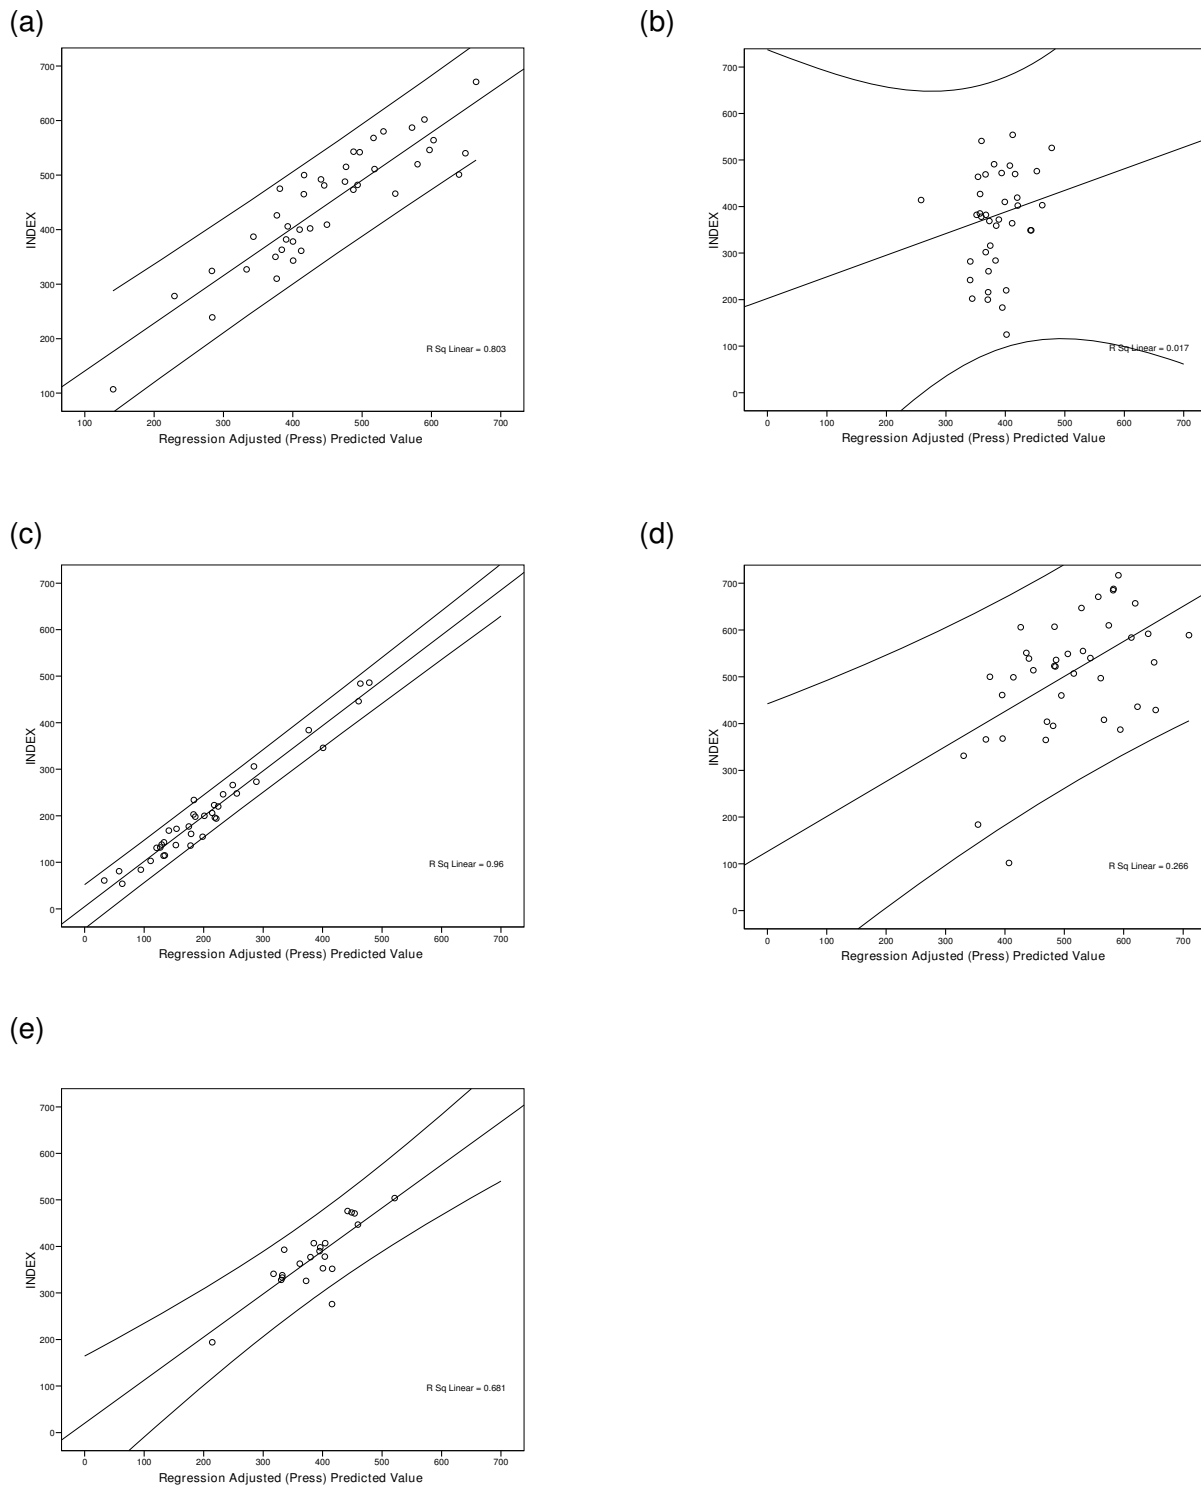 (a)
700
600
500
400
300
200
100
INDEX
R Sq Linear = 0.803
100 200 300 400 500 600 700
Regression Adjusted (Press) Predicted Value
(b)
700
600
500
400
300
200
100
0
INDEX
R Sq Linear = 0.017
0 100 200 300 400 500 600 700
Regression Adjusted (Press) Predicted Value
(c)
700
600
500
400
300
200
100
0
INDEX
R Sq Linear = 0.96
0 100 200 300 400 500 600 700
Regression Adjusted (Press) Predicted Value
(d)
700
600
500
400
300
200
100
0
INDEX
R Sq Linear = 0.266
0 100 200 300 400 500 600 700
Regression Adjusted (Press) Predicted Value
(e)
700
600
500
400
300
200
100
0
INDEX
R Sq Linear = 0.681
0 100 200 300 400 500 600 700
Regression Adjusted (Press) Predicted Value